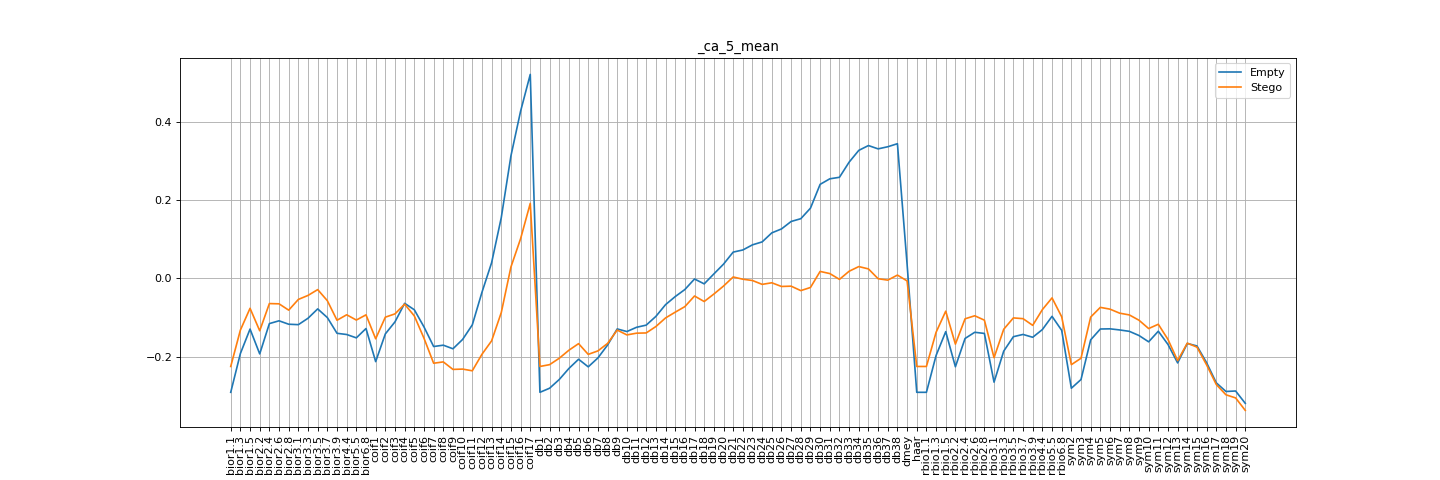 _ca_5_mean
Empty
Stego
0.4
0.2
0.0
−0.2
bior1.1
bior1.3
bior1.5
bior2.2
bior2.4
bior2.6
bior2.8
bior3.1
bior3.3
bior3.5
bior3.7
bior3.9
bior4.4
bior5.5
bior6.8
coif1
coif2
coif3
coif4
coif5
coif6
coif7
coif8
coif9
coif10
coif11
coif12
coif13
coif14
coif15
coif16
coif17
db1
db2
db3
db4
db5
db6
db7
db8
db9
db10
db11
db12
db13
db14
db15
db16
db17
db18
db19
db20
db21
db22
db23
db24
db25
db26
db27
db28
db29
db30
db31
db32
db33
db34
db35
db36
db37
db38
dmey
haar
rbio1.1
rbio1.3
rbio1.5
rbio2.2
rbio2.4
rbio2.6
rbio2.8
rbio3.1
rbio3.3
rbio3.5
rbio3.7
rbio3.9
rbio4.4
rbio5.5
rbio6.8
sym2
sym3
sym4
sym5
sym6
sym7
sym8
sym9
sym10
sym11
sym12
sym13
sym14
sym15
sym16
sym17
sym18
sym19
sym20